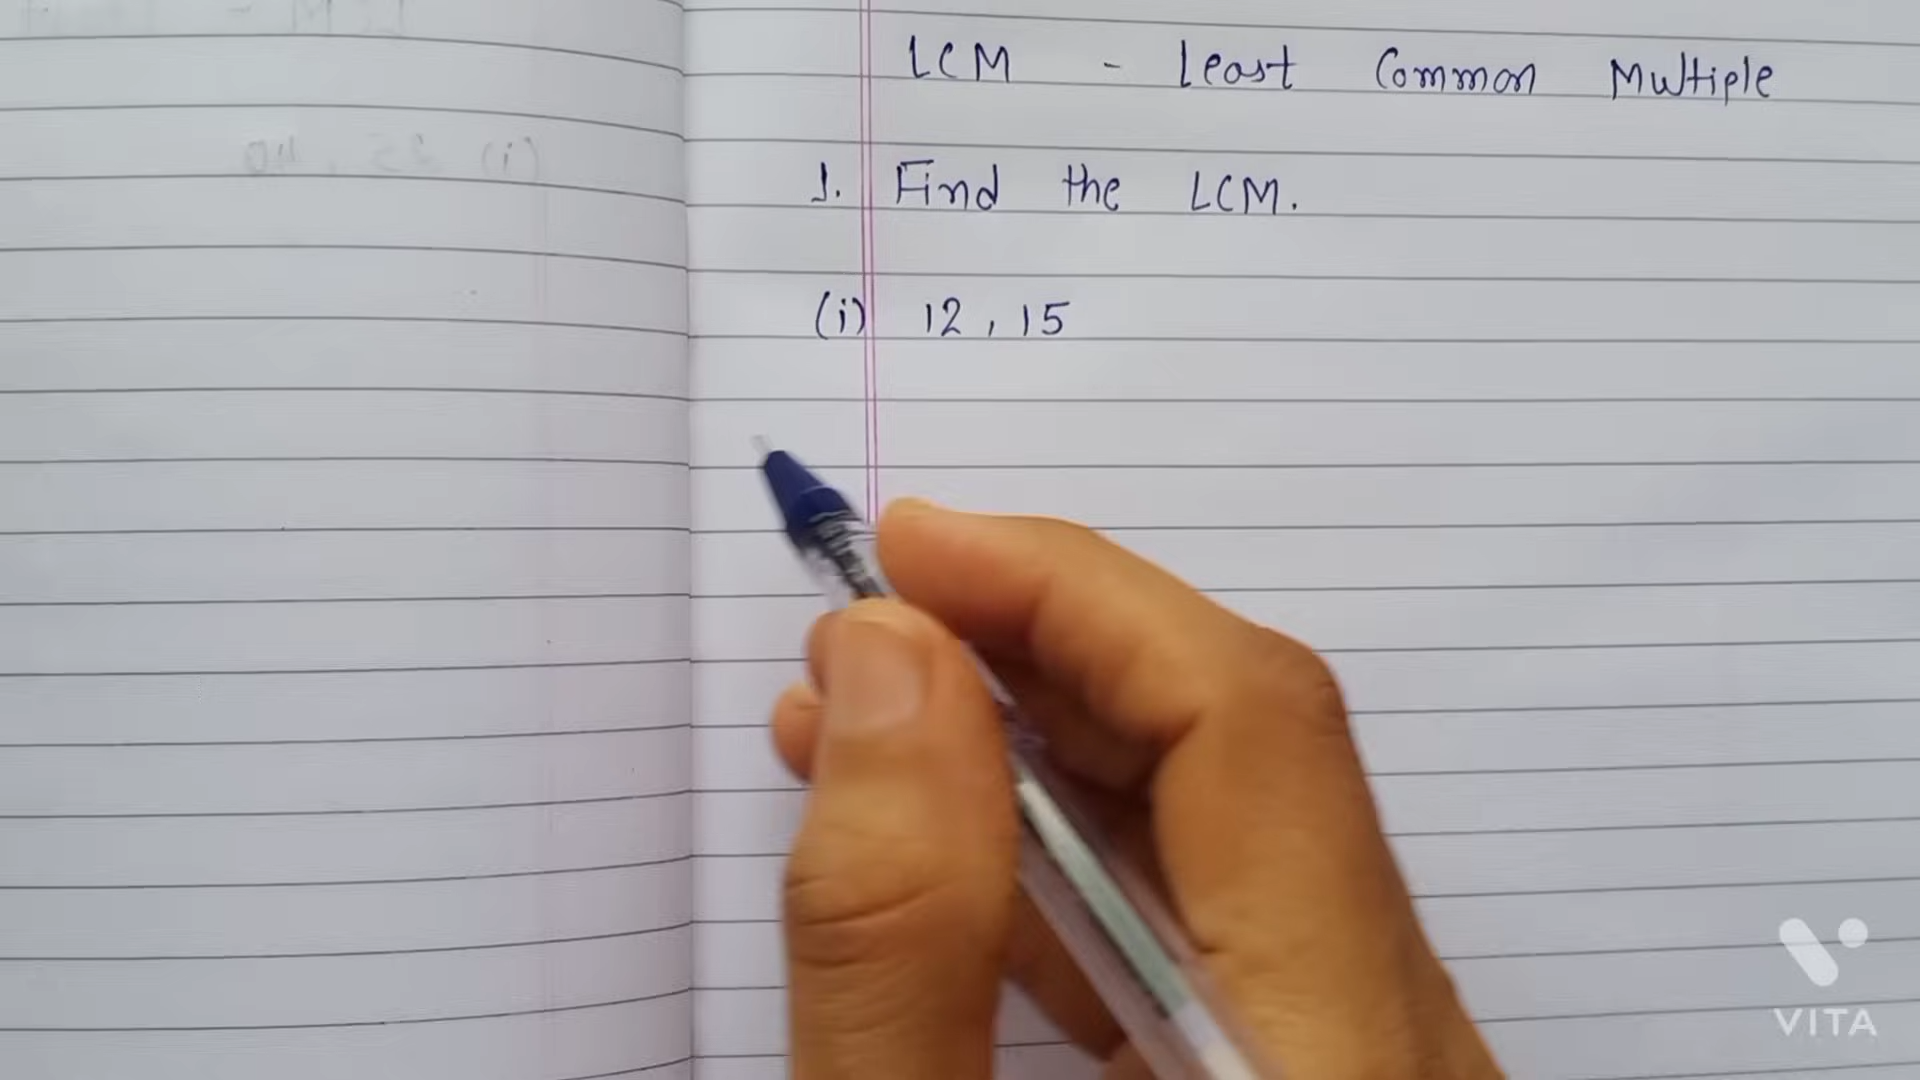 LCM - Least Common Multiple
1. Find the LCM.
(i) 12, 15
VITA